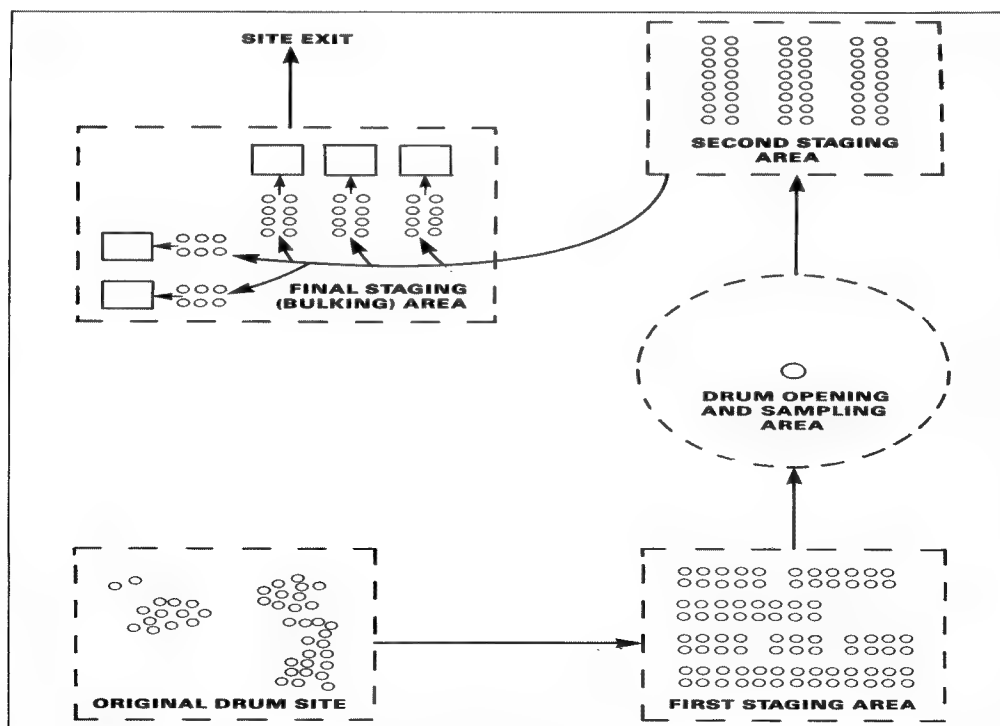 SITE EXIT
SECOND STAGING
AREA
FINAL STAGING
(BULKING) AREA
DRUM OPENING
AND SAMPLING
AREA
ORIGINAL DRUM SITE
FIRST STAGING AREA